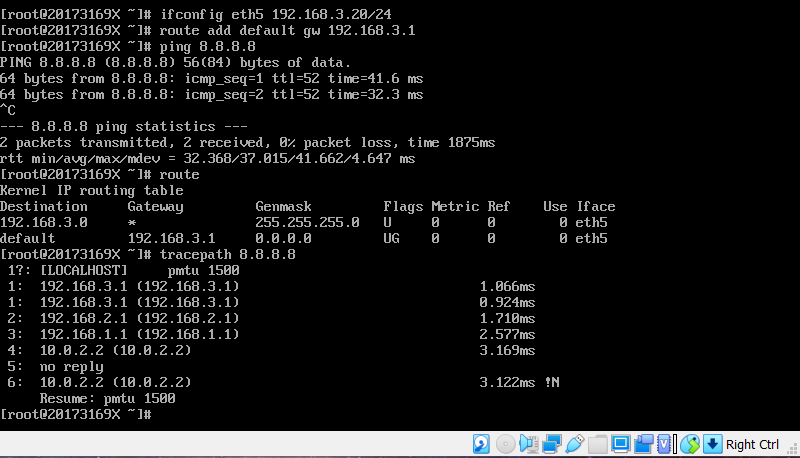 [root@20173169X ~]# ifconfig eth5 192.168.3.20/24
[root@20173169X ~]# route add default gw 192.168.3.1
[root@20173169X ~]# ping 8.8.8.8
PING 8.8.8.8 (8.8.8.8) 56(84) bytes of data.
64 bytes from 8.8.8.8: icmp_seq=1 ttl=52 time=41.6 ms
64 bytes from 8.8.8.8: icmp_seq=2 ttl=52 time=32.3 ms
^C
--- 8.8.8.8 ping statistics ---
2 packets transmitted, 2 received, 0% packet loss, time 1875ms
rtt min/avg/max/mdev = 32.368/37.015/41.662/4.647 ms
[root@20173169X ~]# route
Kernel IP routing table
Destination     Gateway         Genmask         Flags Metric Ref    Use Iface
192.168.3.0     *               255.255.255.0   U     0      0        0 eth5
default         192.168.3.1     0.0.0.0         UG    0      0        0 eth5
[root@20173169X ~]# tracepath 8.8.8.8
 1?: [LOCALHOST]     pmtu 1500
 1:  192.168.3.1 (192.168.3.1)                              1.066ms
 1:  192.168.3.1 (192.168.3.1)                              0.924ms
 2:  192.168.2.1 (192.168.2.1)                              1.710ms
 3:  192.168.1.1 (192.168.1.1)                              2.577ms
 4:  10.0.2.2 (10.0.2.2)                                    3.169ms
 5:  no reply
 6:  10.0.2.2 (10.0.2.2)                                    3.122ms !N
     Resume: pmtu 1500
[root@20173169X ~]#
Right Ctrl